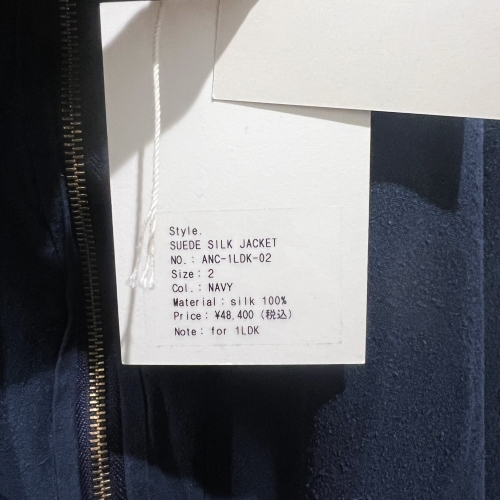 Style.
SUEDE SILK JACKET
NO.: ANC-1LDK-02
Size: 2
Col.: NAVY
Material: silk 100%
Price: ¥48,400 (税込)
Note: for 1LDK